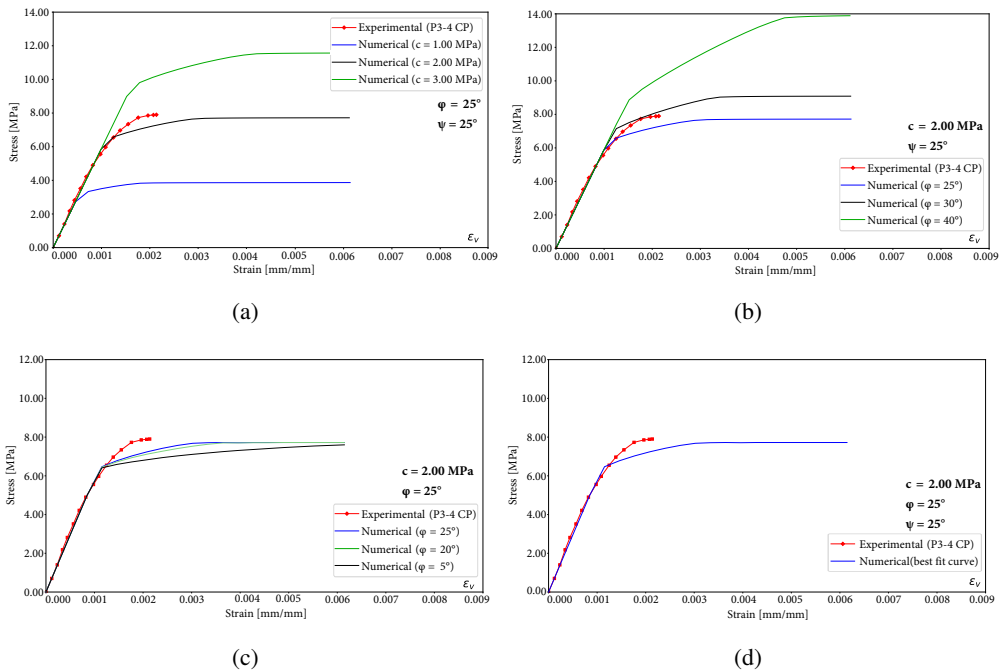 14.00
12.00
10.00
8.00
6.00
4.00
2.00
0.00
Stress [MPa]
Experimental (P3-4 CP)
Numerical (c = 1.00 MPa)
Numerical (c = 2.00 MPa)
Numerical (c = 3.00 MPa)
φ = 25°
ψ = 25°
εᵥ
0.000 0.001 0.002 0.003 0.004 0.005 0.006 0.007 0.008 0.009
Strain [mm/mm]
(a)
14.00
12.00
10.00
8.00
6.00
4.00
2.00
0.00
Stress [MPa]
c = 2.00 MPa
ψ = 25°
Experimental (P3-4 CP)
Numerical (φ = 25°)
Numerical (φ = 30°)
Numerical (φ = 40°)
εᵥ
0.000 0.001 0.002 0.003 0.004 0.005 0.006 0.007 0.008 0.009
Strain [mm/mm]
(b)
12.00
10.00
8.00
6.00
4.00
2.00
0.00
Stress [MPa]
c = 2.00 MPa
φ = 25°
Experimental (P3-4 CP)
Numerical (φ = 25°)
Numerical (φ = 20°)
Numerical (φ = 5°)
εᵥ
0.000 0.001 0.002 0.003 0.004 0.005 0.006 0.007 0.008 0.009
Strain [mm/mm]
(c)
12.00
10.00
8.00
6.00
4.00
2.00
0.00
Stress [MPa]
c = 2.00 MPa
φ = 25°
ψ = 25°
Experimental (P3-4 CP)
Numerical(best fit curve)
εᵥ
0.000 0.001 0.002 0.003 0.004 0.005 0.006 0.007 0.008 0.009
Strain [mm/mm]
(d)